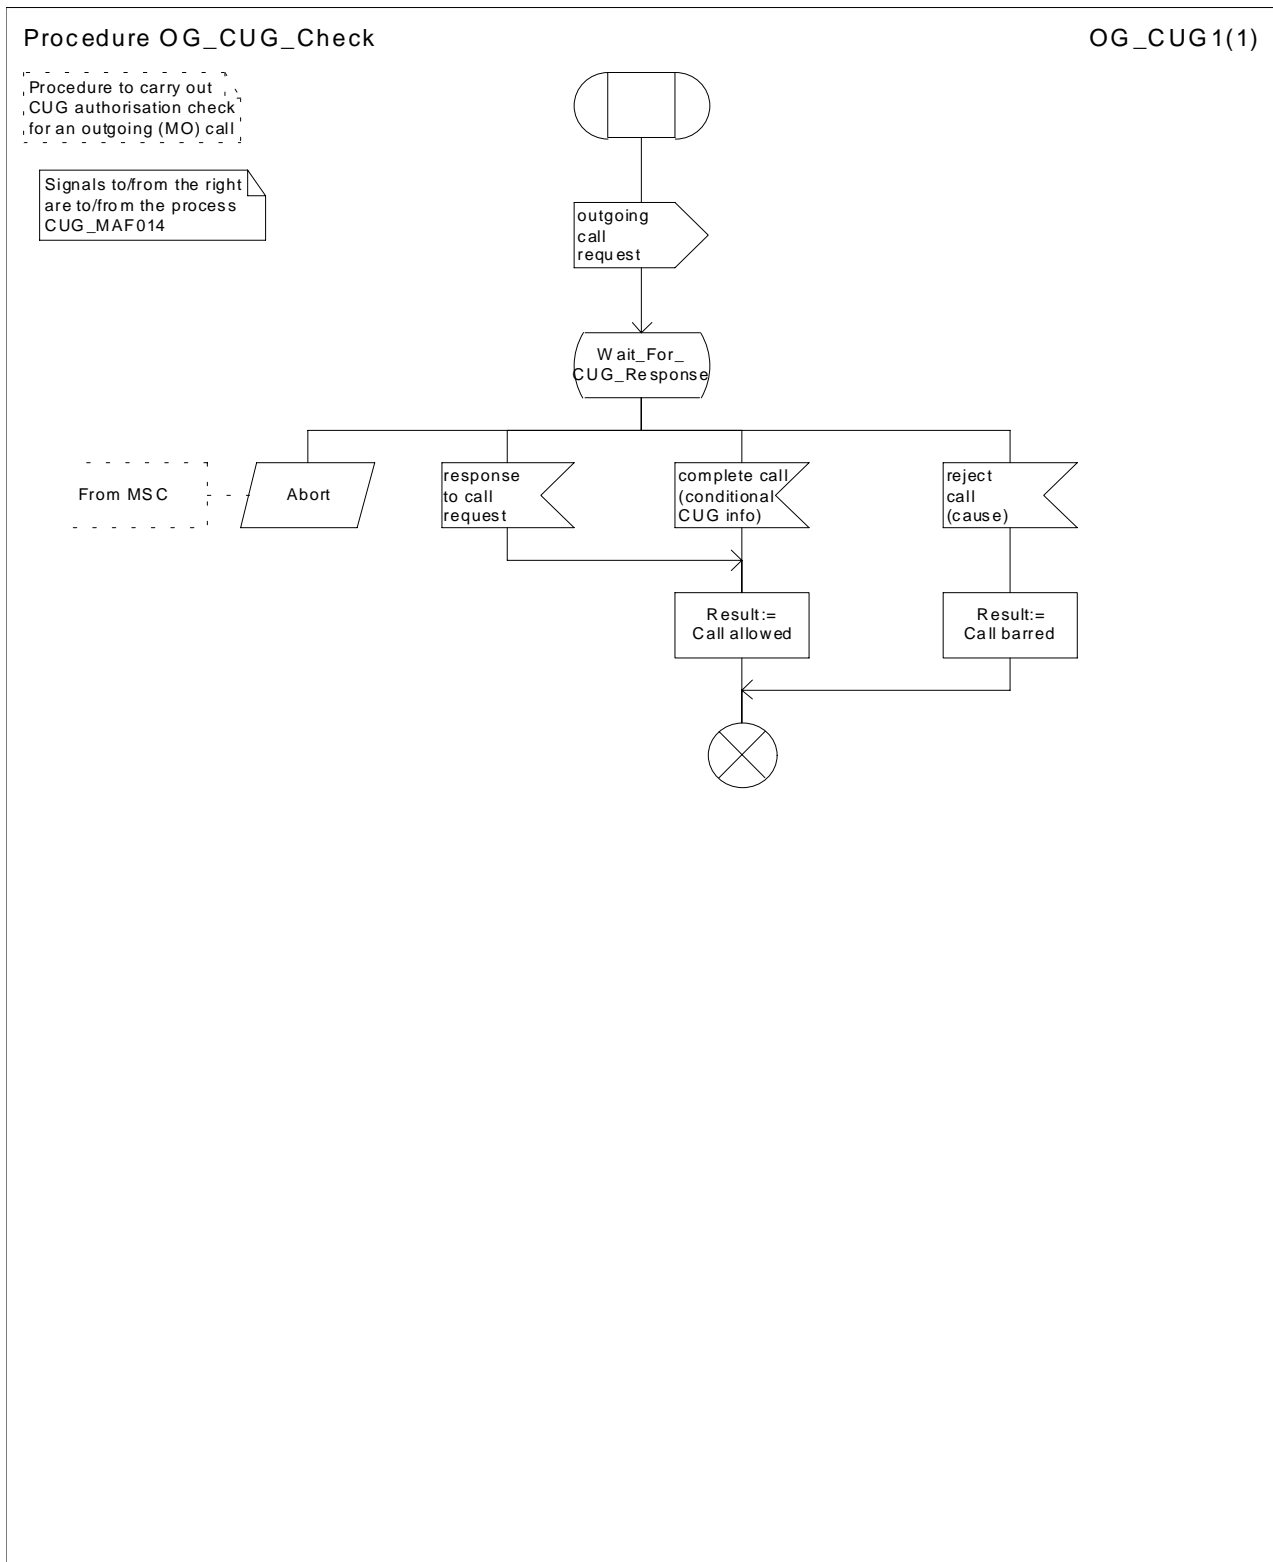 Procedure OG_CUG_Check
OG_CUG1(1)
Procedure to carry out
CUG authorisation check
for an outgoing (MO) call
Signals to/from the right
are to/from the process
CUG_MAF014
outgoing
call
request
Wait_For_
CUG_Response
From MSC
Abort
response
to call
request
complete call
(conditional
CUG info)
reject
call
(cause)
Result:=
Call allowed
Result:=
Call barred